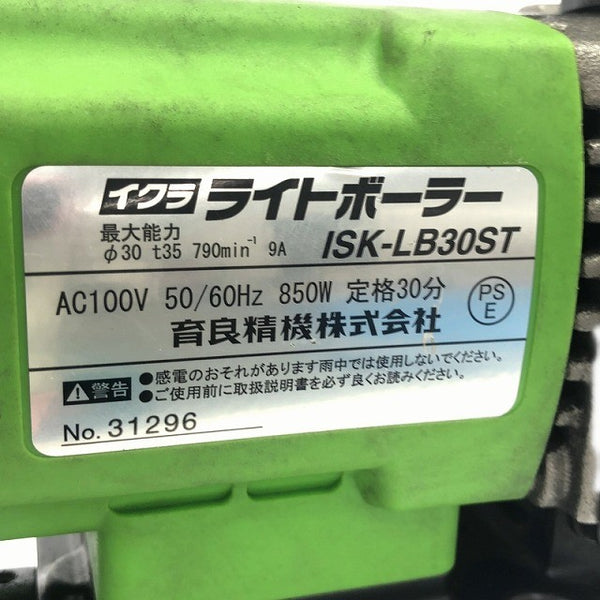 イクラ ライトボーラー
最大能力
φ30 t35 790min⁻¹ 9A ISK-LB30ST
AC100V 50/60Hz 850W 定格30分
PS
E
育良精機株式会社
⚠警告 ●感電のおそれがあります雨中では使用しないでください。
●ご使用前に取扱説明書を必ず良くお読みください。
No. 31296